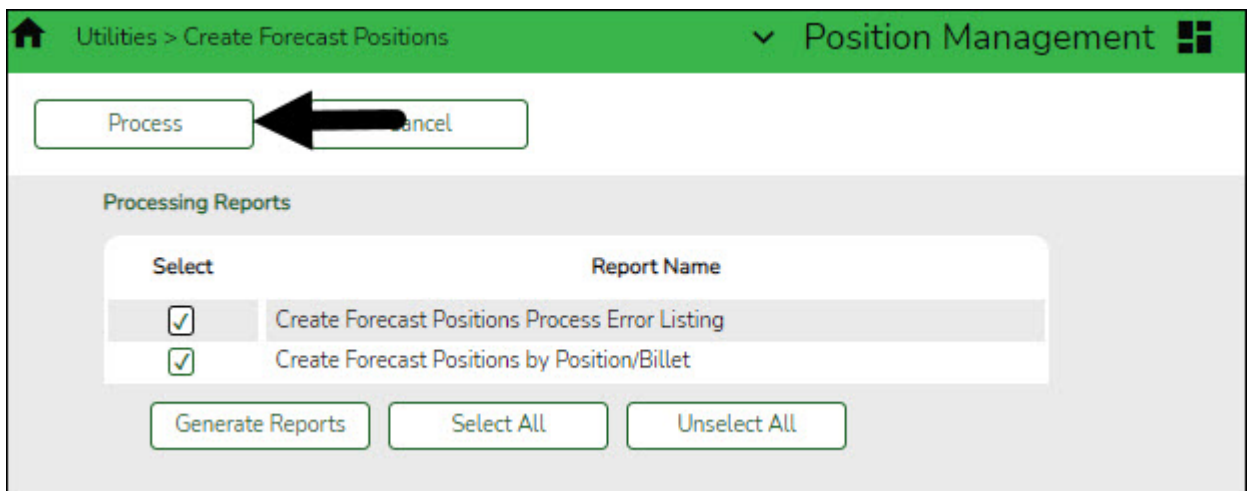 Utilities > Create Forecast Positions
Position Management
Process
Cancel
Processing Reports
Select Report Name
Create Forecast Positions Process Error Listing
Create Forecast Positions by Position/Billet
Generate Reports Select All Unselect All